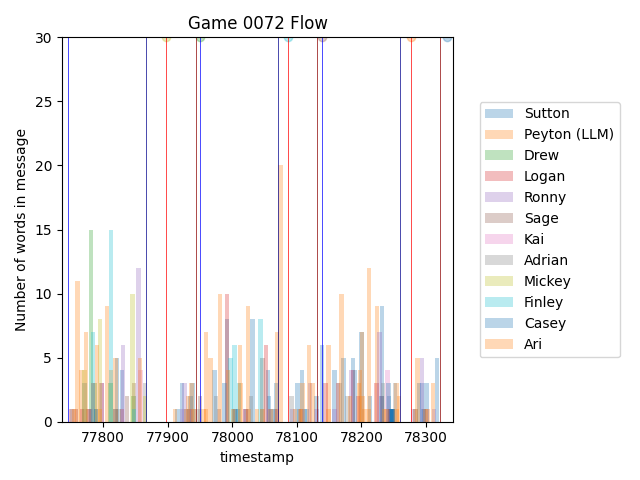 Game 0072 Flow
Number of words in message
30
25
20
15
10
5
0
77800 77900 78000 78100 78200 78300
timestamp
Sutton
Peyton (LLM)
Drew
Logan
Ronny
Sage
Kai
Adrian
Mickey
Finley
Casey
Ari